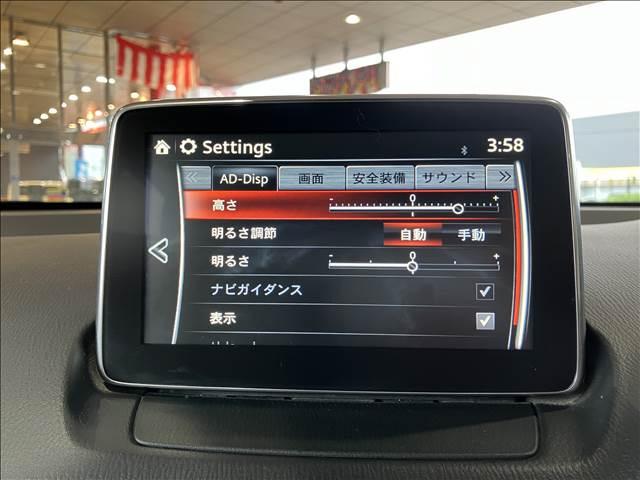 Settings 3:58
AD-Disp 画面 安全装備 サウンド
高さ - 0 +
明るさ調節 自動 手動
明るさ - 0 +
ナビガイダンス
表示